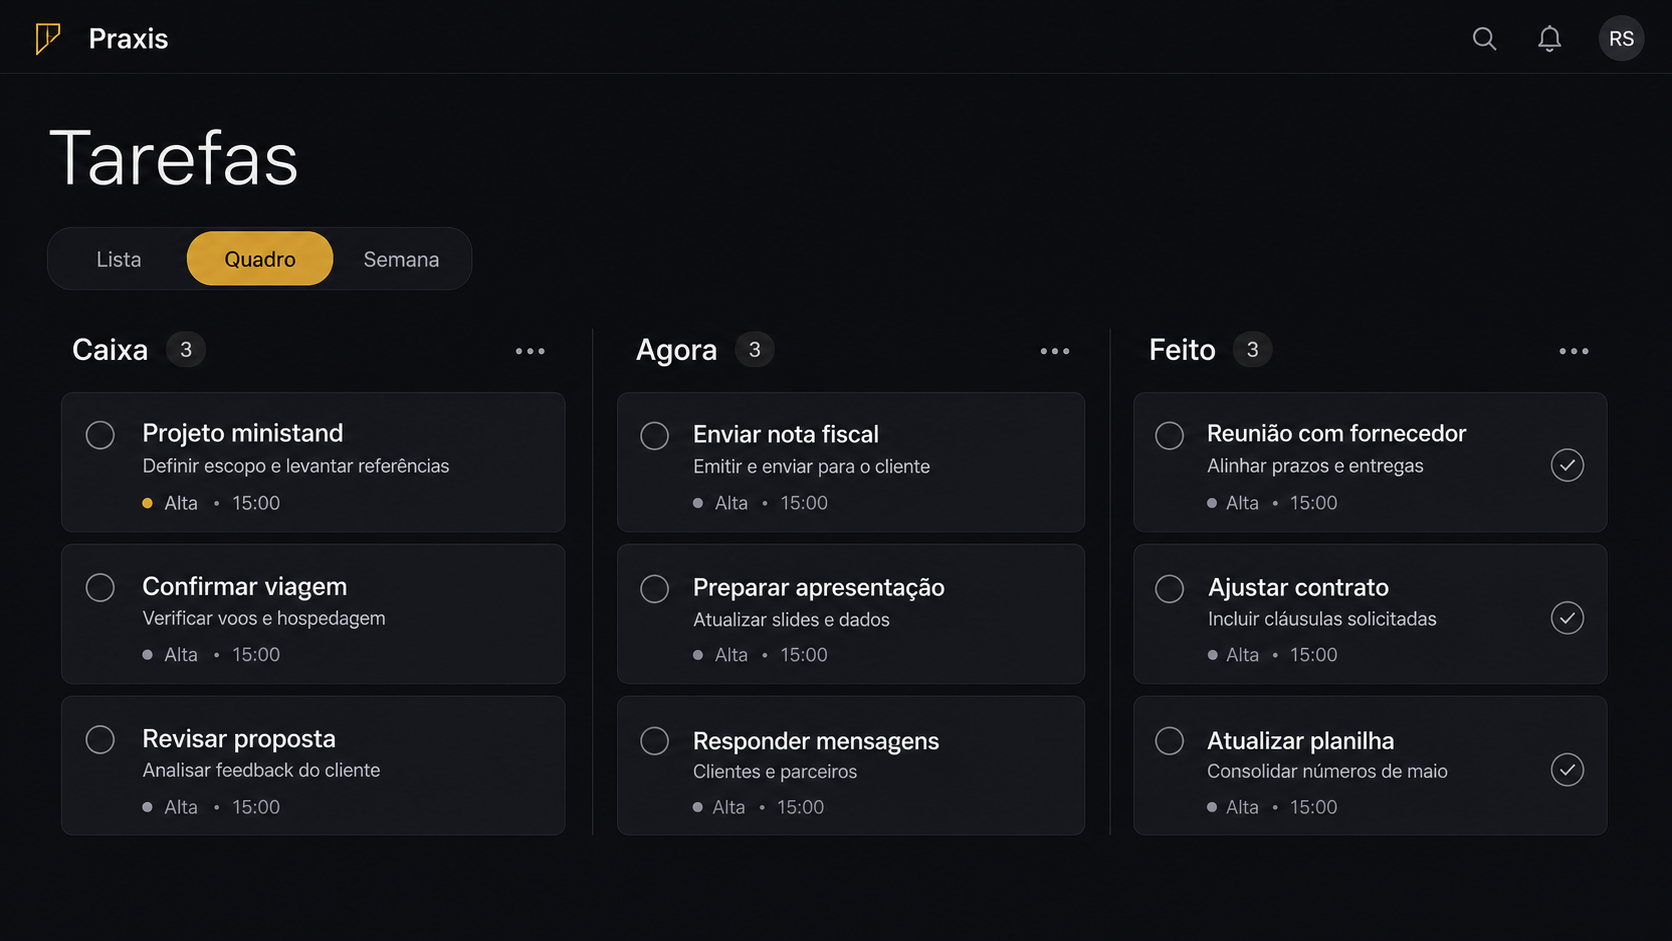 Praxis
RS
Tarefas
Lista
Quadro
Semana
Caixa 3
Projeto ministand
Definir escopo e levantar referências
Alta • 15:00
Confirmar viagem
Verificar voos e hospedagem
Alta • 15:00
Revisar proposta
Analisar feedback do cliente
Alta • 15:00
Agora 3
Enviar nota fiscal
Emitir e enviar para o cliente
Alta • 15:00
Preparar apresentação
Atualizar slides e dados
Alta • 15:00
Responder mensagens
Clientes e parceiros
Alta • 15:00
Feito 3
Reunião com fornecedor
Alinhar prazos e entregas
Alta • 15:00
Ajustar contrato
Incluir cláusulas solicitadas
Alta • 15:00
Atualizar planilha
Consolidar números de maio
Alta • 15:00